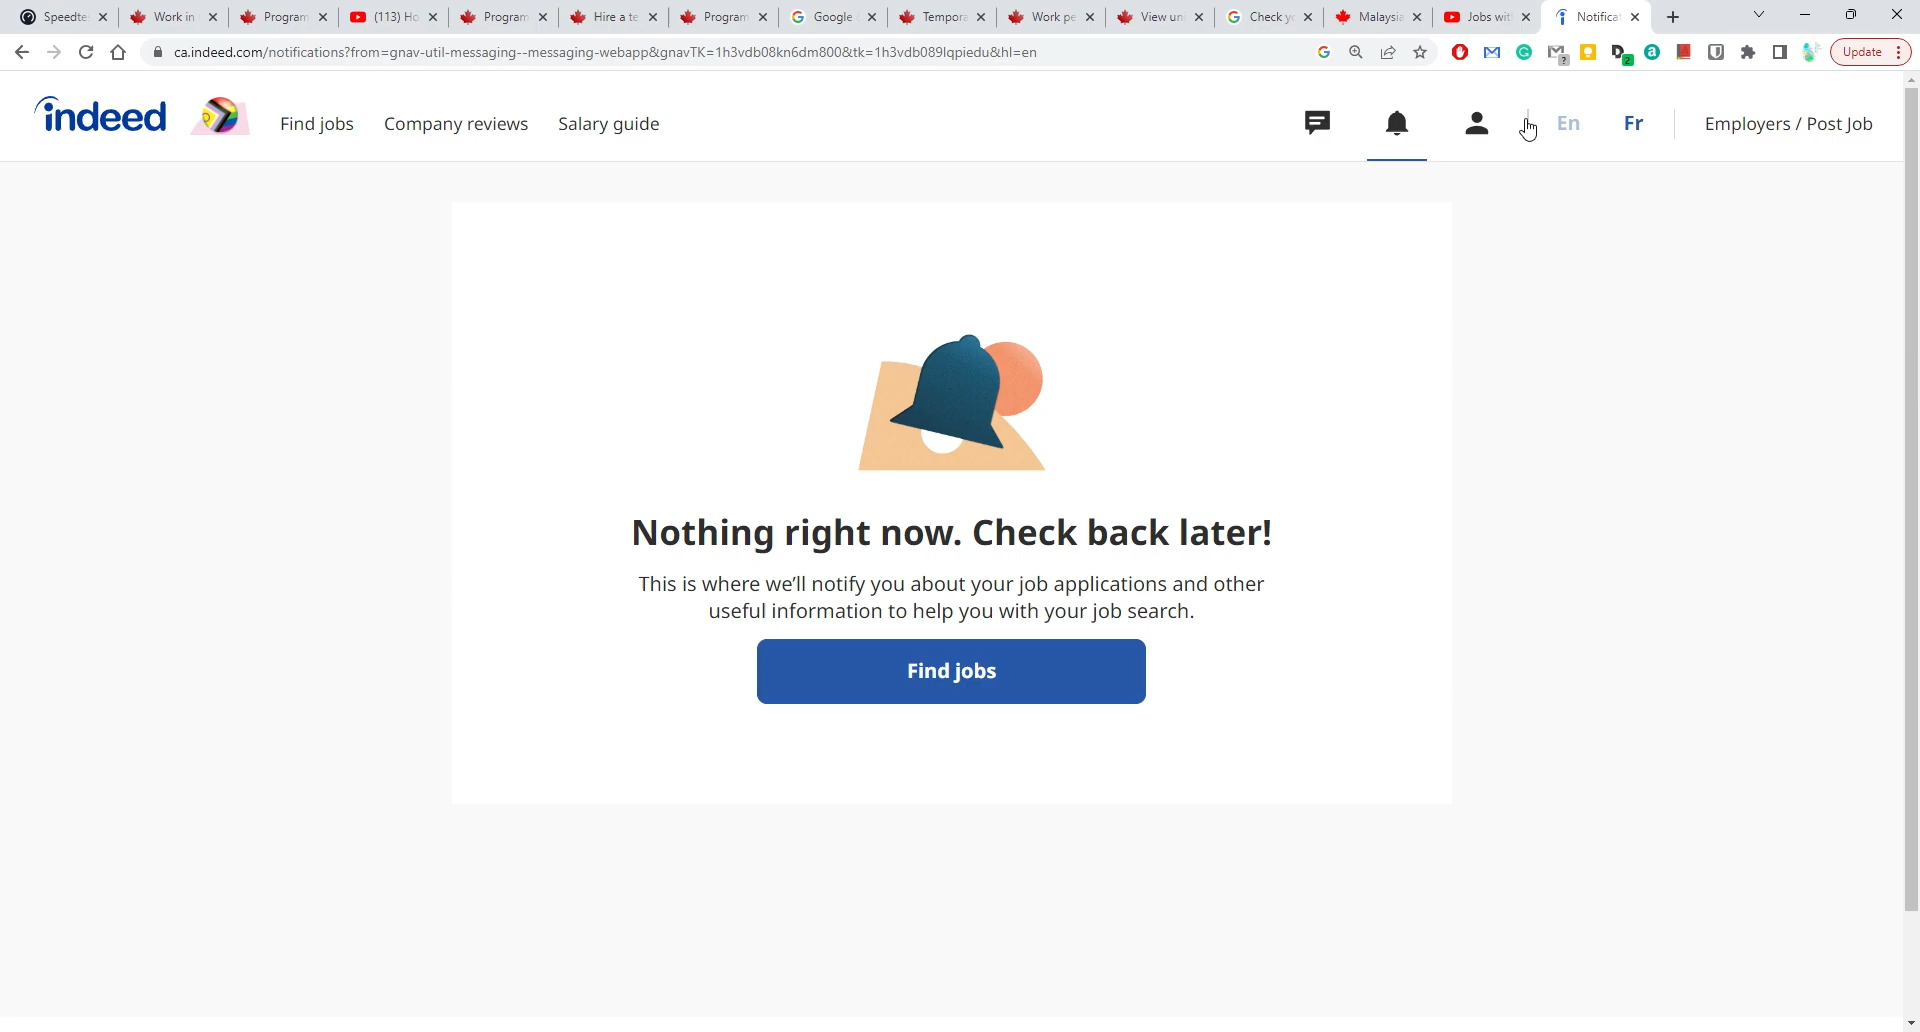 Speedte
Work in
Program
(113) Ho
Program
Hire a te
Program
Google
Tempora
Work pe
View un
Check yo
Malaysia
Jobs wit
Notificat
ca.indeed.com/notifications?from=gnav-util-messaging--messaging-webapp&gnavTK=1h3vdb08kn6dm800&tk=1h3vdb089lqpiedu&hl=en
2
Update
indeed
Find jobs
Company reviews
Salary guide
En
Fr
Employers / Post Job
Nothing right now. Check back later!
This is where we'll notify you about your job applications and other
useful information to help you with your job search.
Find jobs